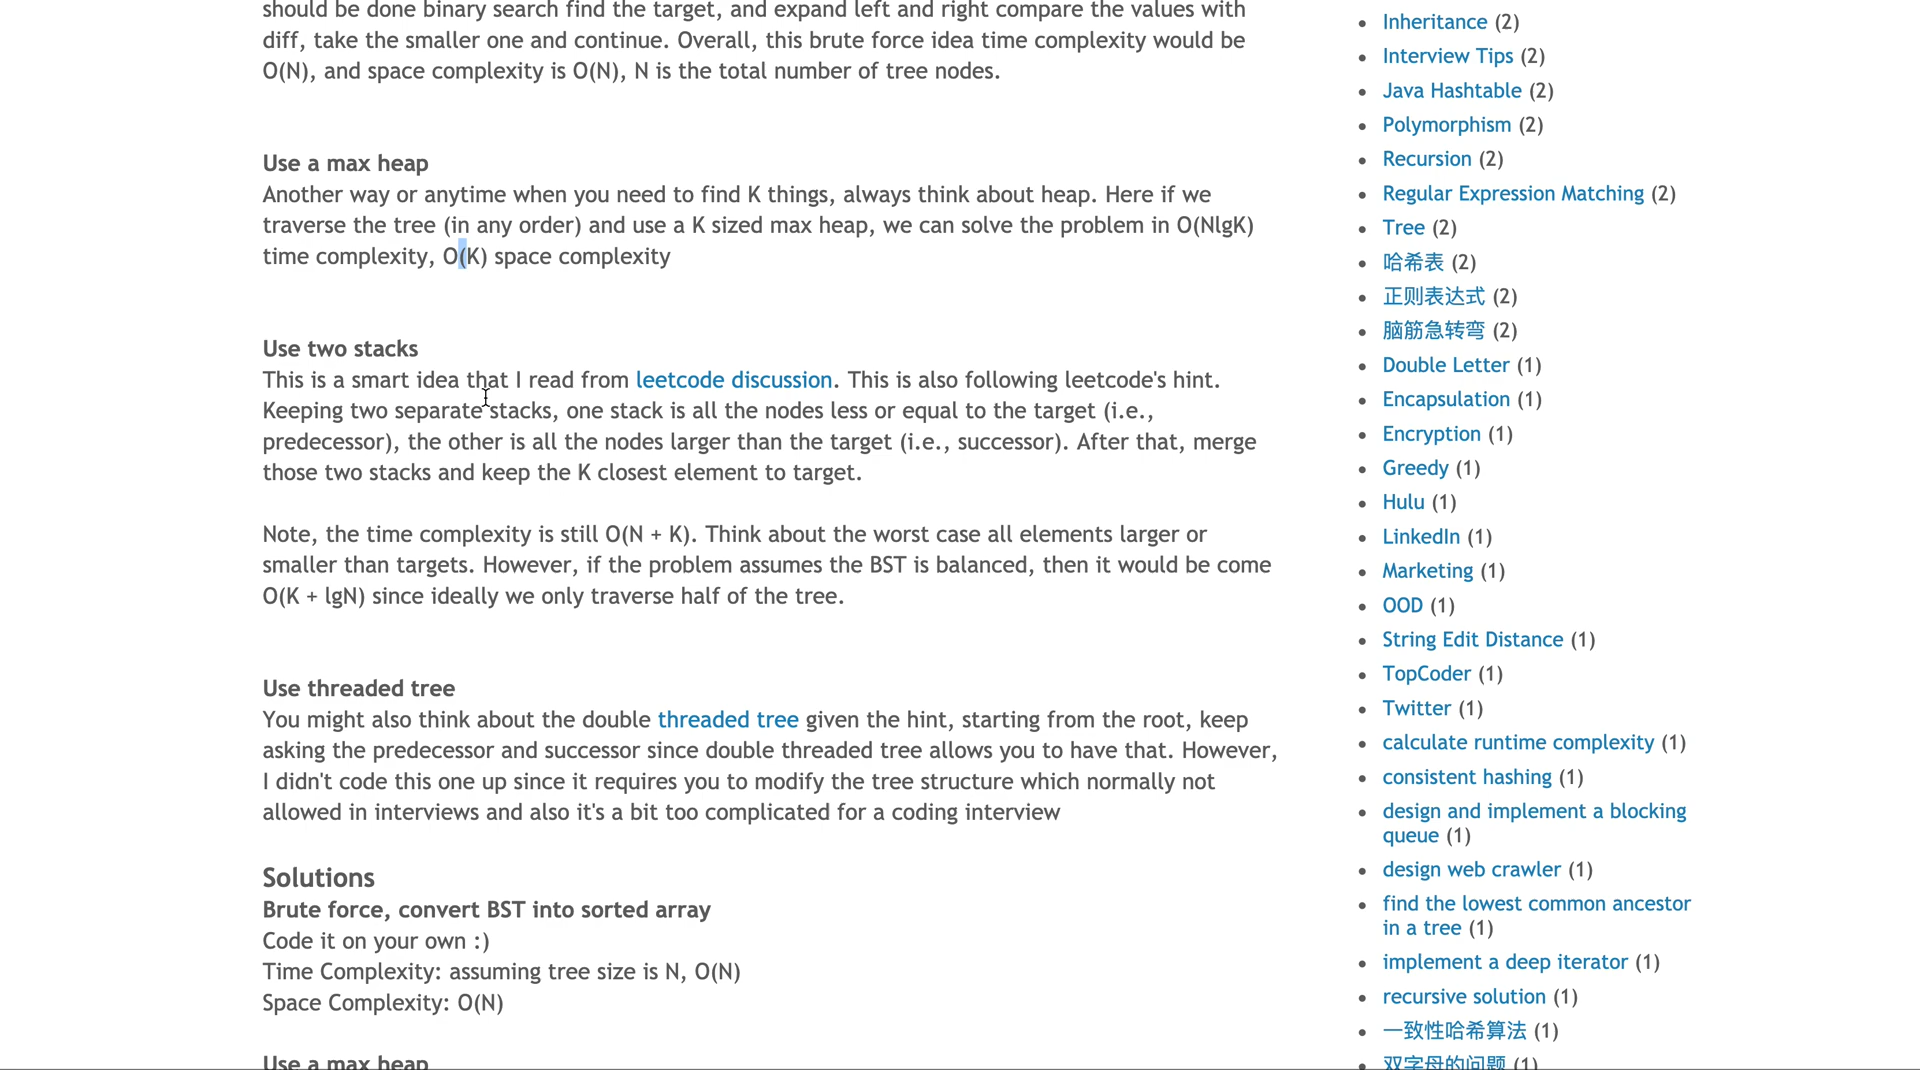 should be done binary search find the target, and expand left and right compare the values with
diff, take the smaller one and continue. Overall, this brute force idea time complexity would be
O(N), and space complexity is O(N), N is the total number of tree nodes.
Use a max heap
Another way or anytime when you need to find K things, always think about heap. Here if we
traverse the tree (in any order) and use a K sized max heap, we can solve the problem in O(NlgK)
time complexity, O(K) space complexity
Use two stacks
This is a smart idea that I read from leetcode discussion. This is also following leetcode's hint.
Keeping two separate stacks, one stack is all the nodes less or equal to the target (i.e.,
predecessor), the other is all the nodes larger than the target (i.e., successor). After that, merge
those two stacks and keep the K closest element to target.
Note, the time complexity is still O(N + K). Think about the worst case all elements larger or
smaller than targets. However, if the problem assumes the BST is balanced, then it would be come
O(K + lgN) since ideally we only traverse half of the tree.
Use threaded tree
You might also think about the double threaded tree given the hint, starting from the root, keep
asking the predecessor and successor since double threaded tree allows you to have that. However,
I didn't code this one up since it requires you to modify the tree structure which normally not
allowed in interviews and also it's a bit too complicated for a coding interview
Solutions
Brute force, convert BST into sorted array
Code it on your own :)
Time Complexity: assuming tree size is N, O(N)
Space Complexity: O(N)
Use a max heap
Inheritance (2)
Interview Tips (2)
Java Hashtable (2)
Polymorphism (2)
Recursion (2)
Regular Expression Matching (2)
Tree (2)
哈希表 (2)
正则表达式 (2)
脑筋急转弯 (2)
Double Letter (1)
Encapsulation (1)
Encryption (1)
Greedy (1)
Hulu (1)
LinkedIn (1)
Marketing (1)
OOD (1)
String Edit Distance (1)
TopCoder (1)
Twitter (1)
calculate runtime complexity (1)
consistent hashing (1)
design and implement a blocking
queue (1)
design web crawler (1)
find the lowest common ancestor
in a tree (1)
implement a deep iterator (1)
recursive solution (1)
一致性哈希算法 (1)
双字母的问题 (1)